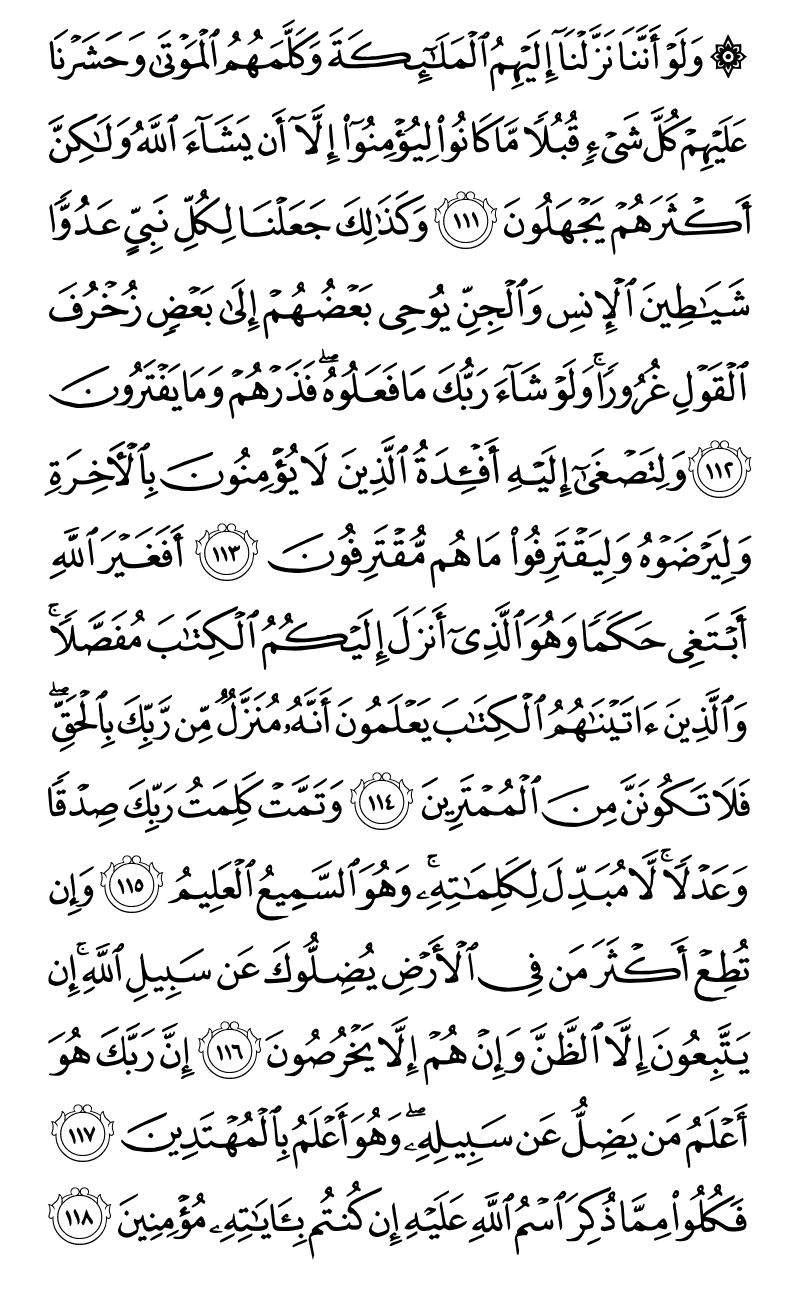 ۞ وَلَوْ أَنَّنَا نَزَّلْنَآ إِلَيْهِمُ ٱلْمَلَـٰٓئِكَةَ وَكَلَّمَهُمُ ٱلْمَوْتَىٰ وَحَشَرْنَا
عَلَيْهِمْ كُلَّ شَىْءٍ قُبُلًا مَّا كَانُوا۟ لِيُؤْمِنُوٓا۟ إِلَّآ أَن يَشَآءَ ٱللَّهُ وَلَـٰكِنَّ
أَكْثَرَهُمْ يَجْهَلُونَ ١١١ وَكَذَٰلِكَ جَعَلْنَا لِكُلِّ نَبِىٍّ عَدُوًّا
شَيَـٰطِينَ ٱلْإِنسِ وَٱلْجِنِّ يُوحِى بَعْضُهُمْ إِلَىٰ بَعْضٍ زُخْرُفَ
ٱلْقَوْلِ غُرُورًا ۚ وَلَوْ شَآءَ رَبُّكَ مَا فَعَلُوهُ ۖ فَذَرْهُمْ وَمَا يَفْتَرُونَ
١١٢ وَلِتَصْغَىٰٓ إِلَيْهِ أَفْـِٔدَةُ ٱلَّذِينَ لَا يُؤْمِنُونَ بِٱلْـَٔاخِرَةِ
وَلِيَرْضَوْهُ وَلِيَقْتَرِفُوا۟ مَا هُم مُّقْتَرِفُونَ ١١٣ أَفَغَيْرَ ٱللَّهِ
أَبْتَغِى حَكَمًا وَهُوَ ٱلَّذِىٓ أَنزَلَ إِلَيْكُمُ ٱلْكِتَـٰبَ مُفَصَّلًا ۚ
وَٱلَّذِينَ ءَاتَيْنَـٰهُمُ ٱلْكِتَـٰبَ يَعْلَمُونَ أَنَّهُۥ مُنَزَّلٌ مِّن رَّبِّكَ بِٱلْحَقِّ ۖ
فَلَا تَكُونَنَّ مِنَ ٱلْمُمْتَرِينَ ١١٤ وَتَمَّتْ كَلِمَتُ رَبِّكَ صِدْقًا
وَعَدْلًا ۚ لَّا مُبَدِّلَ لِكَلِمَـٰتِهِۦ ۚ وَهُوَ ٱلسَّمِيعُ ٱلْعَلِيمُ ١١٥ وَإِن
تُطِعْ أَكْثَرَ مَن فِى ٱلْأَرْضِ يُضِلُّوكَ عَن سَبِيلِ ٱللَّهِ ۚ إِن
يَتَّبِعُونَ إِلَّا ٱلظَّنَّ وَإِنْ هُمْ إِلَّا يَخْرُصُونَ ١١٦ إِنَّ رَبَّكَ هُوَ
أَعْلَمُ مَن يَضِلُّ عَن سَبِيلِهِۦ ۖ وَهُوَ أَعْلَمُ بِٱلْمُهْتَدِينَ ١١٧
فَكُلُوا۟ مِمَّا ذُكِرَ ٱسْمُ ٱللَّهِ عَلَيْهِ إِن كُنتُم بِـَٔايَـٰتِهِۦ مُؤْمِنِينَ ١١٨